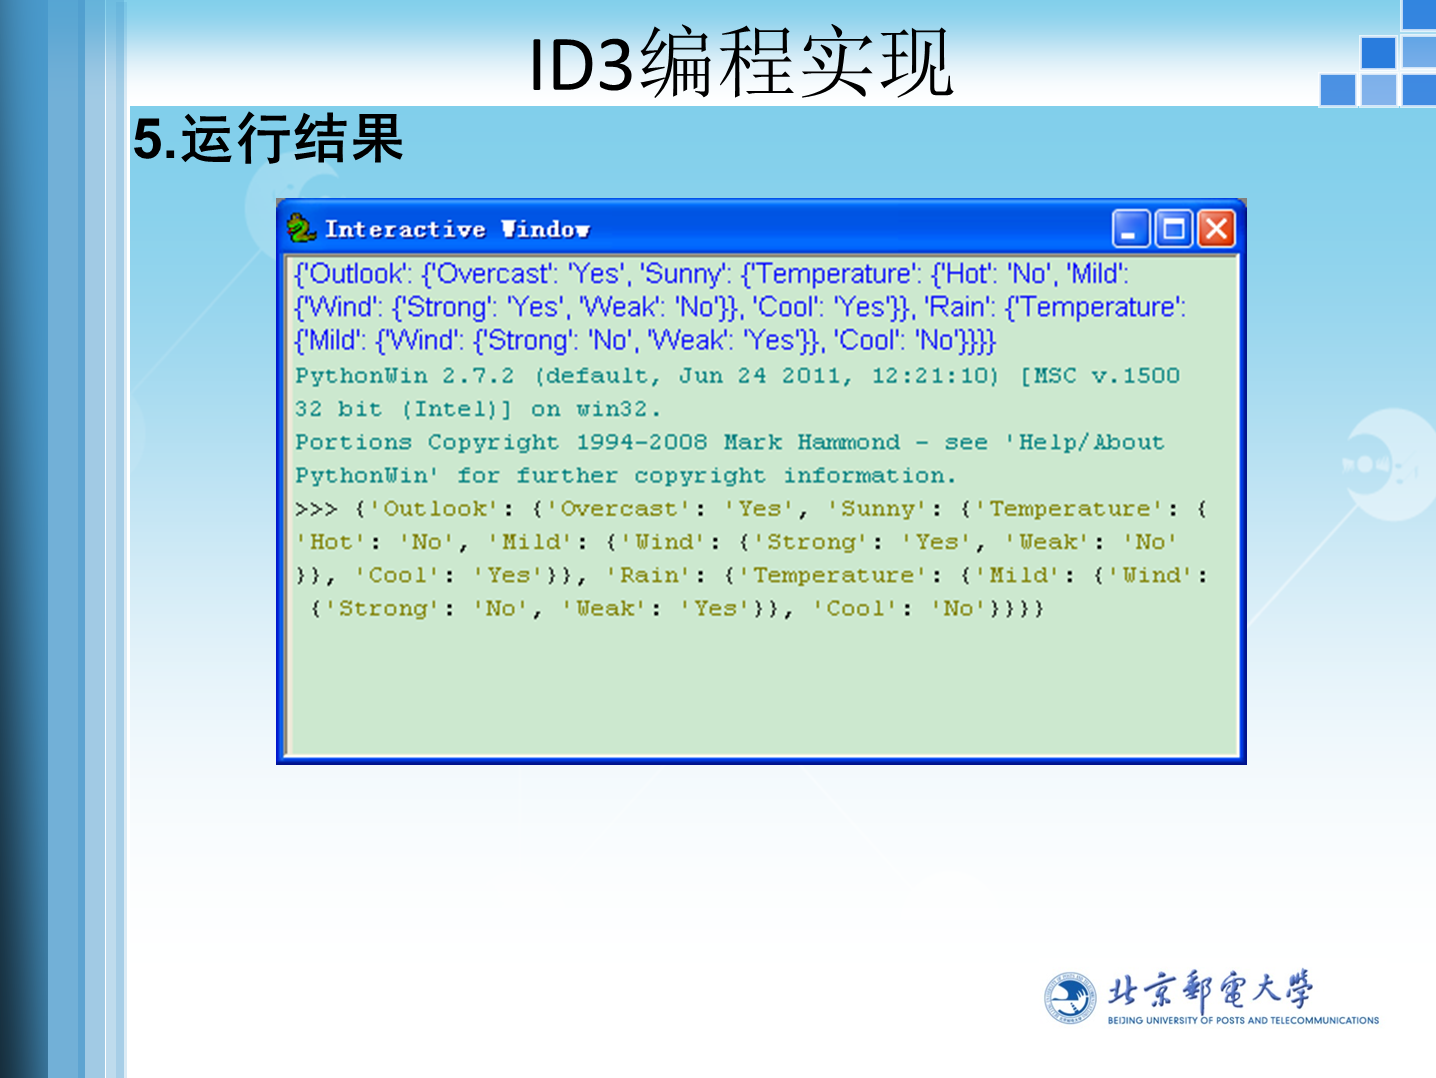 ID3编程实现
5.运行结果
Interactive Window
{'Outlook': {'Overcast': 'Yes', 'Sunny': {'Temperature': {'Hot': 'No', 'Mild':
{'Wind': {'Strong': 'Yes', 'Weak': 'No'}}, 'Cool': 'Yes'}}, 'Rain': {'Temperature':
{'Mild': {'Wind': {'Strong': 'No', 'Weak': 'Yes'}}, 'Cool': 'No'}}}}
PythonWin 2.7.2 (default, Jun 24 2011, 12:21:10) [MSC v.1500
32 bit (Intel)] on win32.
Portions Copyright 1994-2008 Mark Hammond - see 'Help/About
PythonWin' for further copyright information.
>>> {'Outlook': {'Overcast': 'Yes', 'Sunny': {'Temperature': {
'Hot': 'No', 'Mild': {'Wind': {'Strong': 'Yes', 'Weak': 'No'
}}, 'Cool': 'Yes'}}, 'Rain': {'Temperature': {'Mild': {'Wind':
{'Strong': 'No', 'Weak': 'Yes'}}, 'Cool': 'No'}}}}
北京郵電大學
BEIJING UNIVERSITY OF POSTS AND TELECOMMUNICATIONS